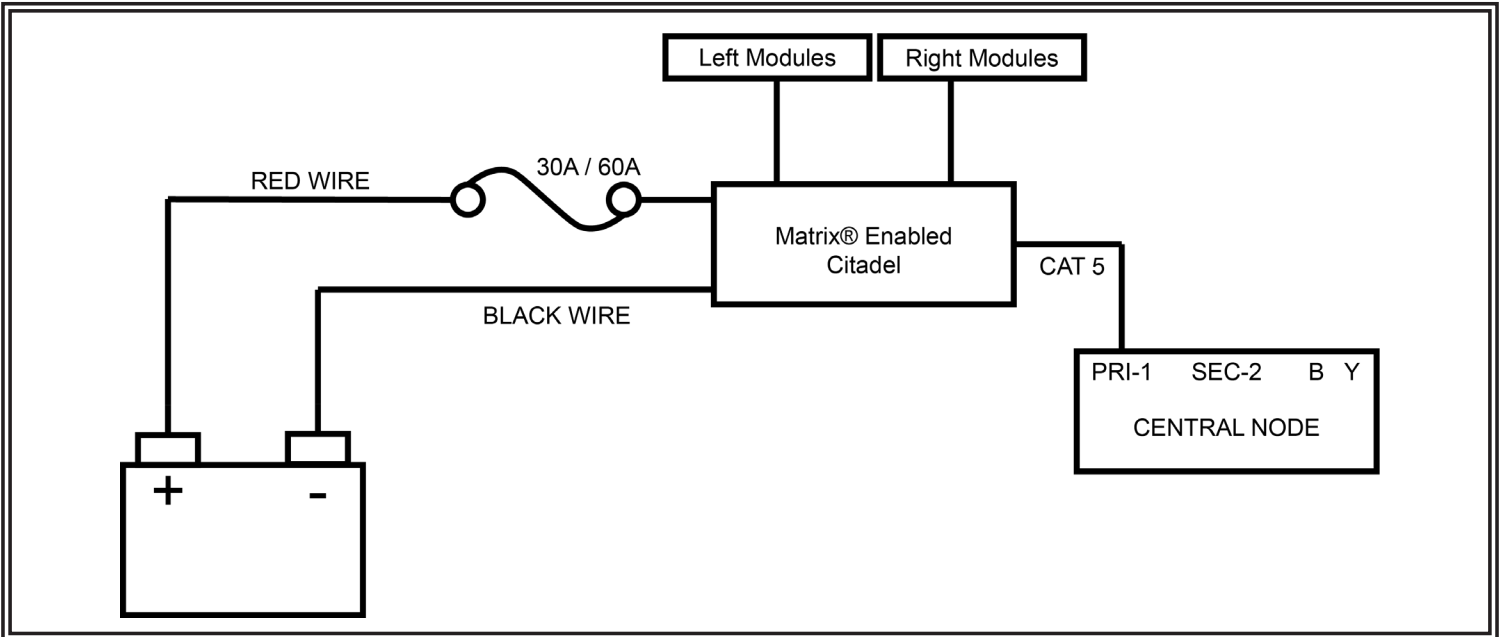 Left Modules
Right Modules
30A / 60A
RED WIRE
Matrix® Enabled
Citadel
CAT 5
BLACK WIRE
PRI-1 SEC-2 B Y
CENTRAL NODE
+ -